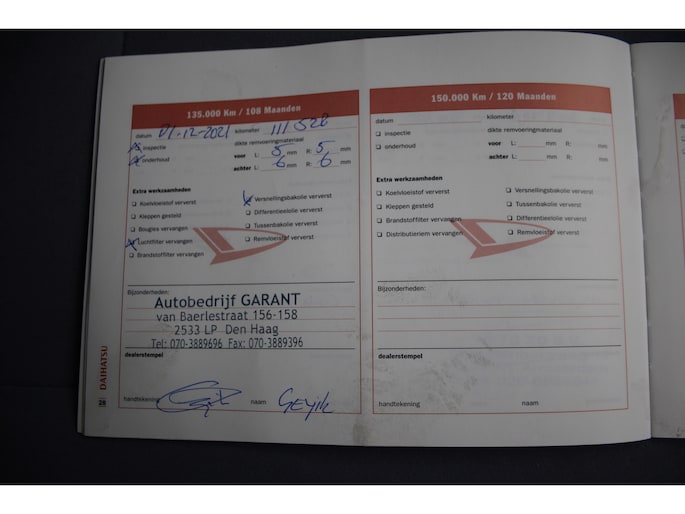 135.000 Km / 108 Maanden
datum 01-12-2021 kilometer 111 528
inspectie
onderhoud
dikte remvoeringmateriaal
voor L: 5 mm R: 5 mm
achter L: 6 mm R: 6 mm
Extra werkzaamheden
Koelvloeistof ververst
Kleppen gesteld
Bougies vervangen
Luchtfilter vervangen
Brandstoffilter vervangen
Versnellingsbakolie ververst
Differentieelolie ververst
Tussenbakolie ververst
Remvloeistof ververst
Bijzonderheden:
Autobedrijf GARANT
van Baerlestraat 156-158
2533 LP Den Haag
Tel: 070-3889696 Fax: 070-3889396
dealerstempel
handtekening naam Geyik
28 DAIHATSU
150.000 Km / 120 Maanden
datum kilometer
inspectie
onderhoud
dikte remvoeringmateriaal
voor L: mm R: mm
achter L: mm R: mm
Extra werkzaamheden
Koelvloeistof ververst
Kleppen gesteld
Brandstoffilter vervangen
Distributieriem vervangen
Versnellingsbakolie ververst
Tussenbakolie ververst
Differentieelolie ververst
Remvloeistof ververst
Bijzonderheden:
dealerstempel
handtekening naam